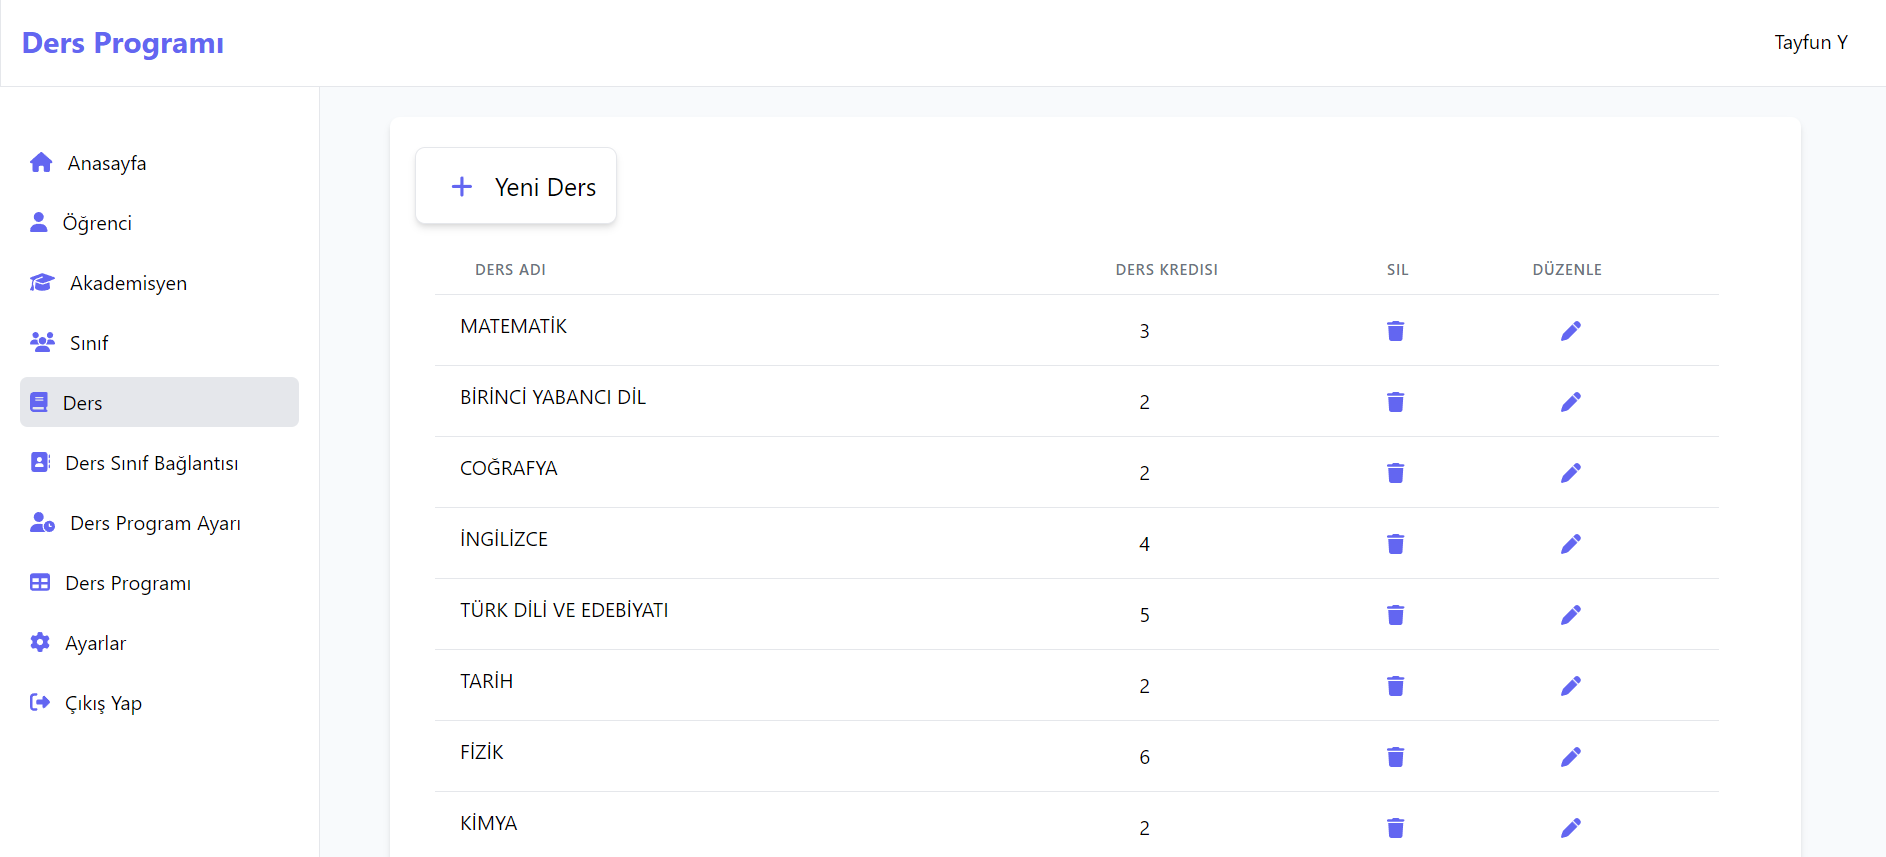 Ders Programı
Tayfun Y
Anasayfa
Öğrenci
Akademisyen
Sınıf
Ders
Ders Sınıf Bağlantısı
Ders Program Ayarı
Ders Programı
Ayarlar
Çıkış Yap
Yeni Ders
DERS ADI DERS KREDISI SIL DÜZENLE
MATEMATİK 3
BİRİNCİ YABANCI DİL 2
COĞRAFYA 2
İNGİLİZCE 4
TÜRK DİLİ VE EDEBİYATI 5
TARİH 2
FİZİK 6
KİMYA 2